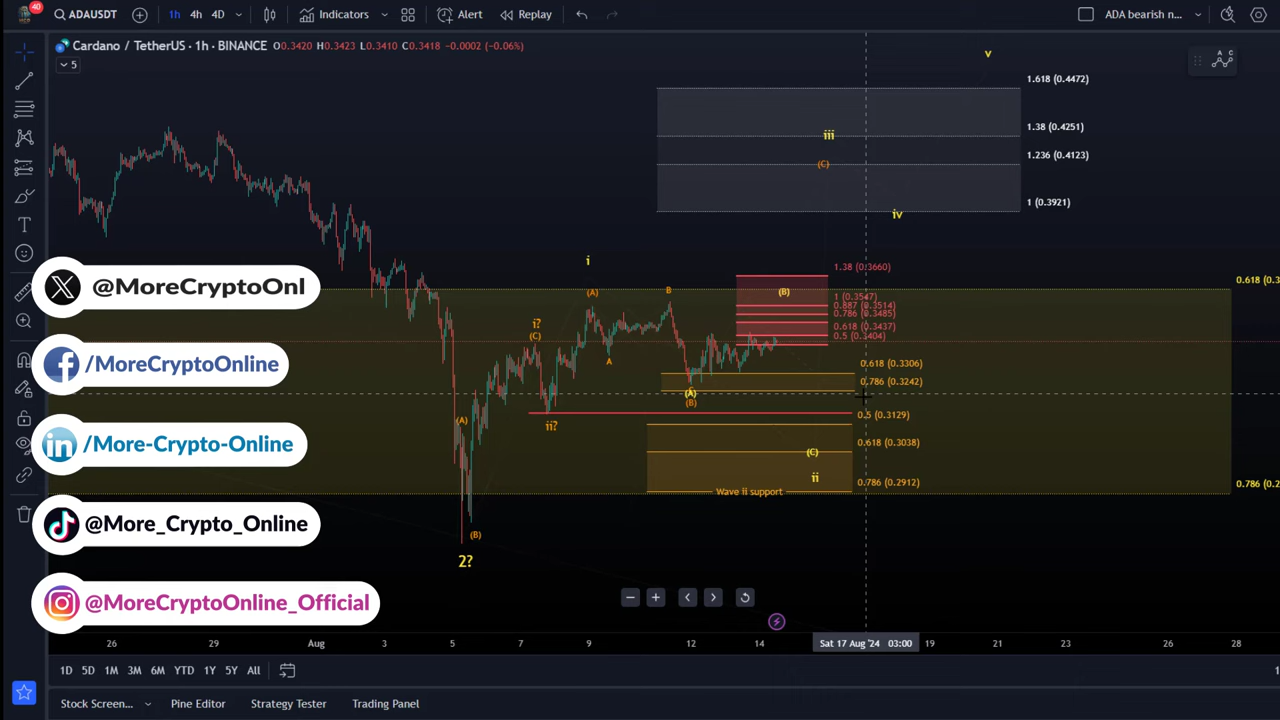 40
ADAUSDT
1h 4h 4D
Indicators
Alert
Replay
ADA bearish n...
Cardano / TetherUS · 1h · BINANCE O0.3420 H0.3423 L0.3410 C0.3418 -0.0002 (-0.06%)
5
A C
v
1.618 (0.4472)
1.38 (0.4251)
iii
1.236 (0.4123)
(C)
1 (0.3921)
iv
i
1.38 (0.3660)
0.618 (0.3
(A)
B
(B)
1 (0.3547)
0.887 (0.3514)
0.786 (0.3485)
i?
0.618 (0.3437)
(C)
0.5 (0.3404)
A
0.618 (0.3306)
0.786 (0.3242)
(A)
(B)
0.5 (0.3129)
(A)
ii?
0.618 (0.3038)
(C)
ii
0.786 (0.2912)
0.786 (0.2
Wave ii support
(B)
2?
@MoreCryptoOnl
/MoreCryptoOnline
/More-Crypto-Online
@More_Crypto_Online
@MoreCryptoOnline_Official
26 29 Aug 3 5 7 9 12 14 Sat 17 Aug '24 03:00 19 21 23 26 28
1D 5D 1M 3M 6M YTD 1Y 5Y All
Stock Screen... Pine Editor Strategy Tester Trading Panel